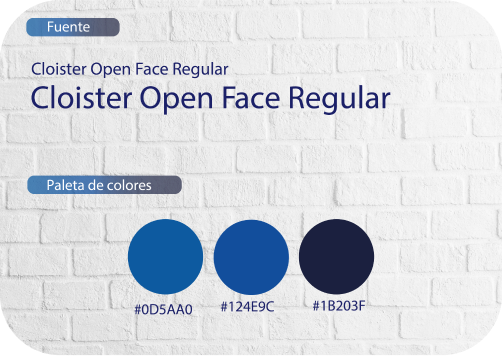 Fuente
Cloister Open Face Regular
Cloister Open Face Regular
Paleta de colores
#0D5AA0 #124E9C #1B203F